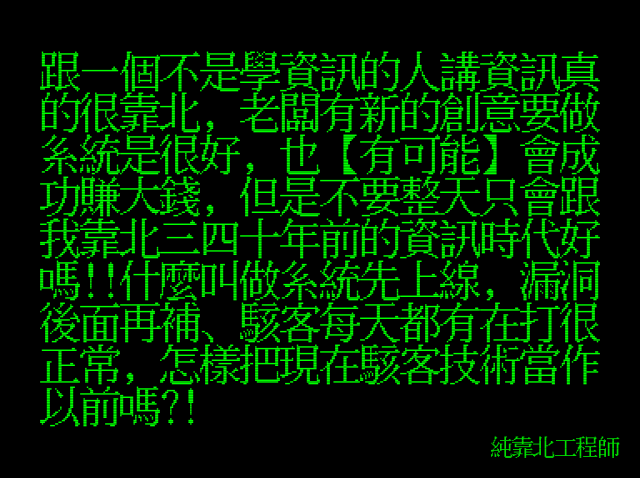 跟一個不是學資訊的人講資訊真
的很靠北，老闆有新的創意要做
系統是很好，也【有可能】會成
功賺大錢，但是不要整天只會跟
我靠北三四十年前的資訊時代好
嗎!!什麼叫做系統先上線，漏洞
後面再補、駭客每天都有在打很
正常，怎樣把現在駭客技術當作
以前嗎?!
純靠北工程師